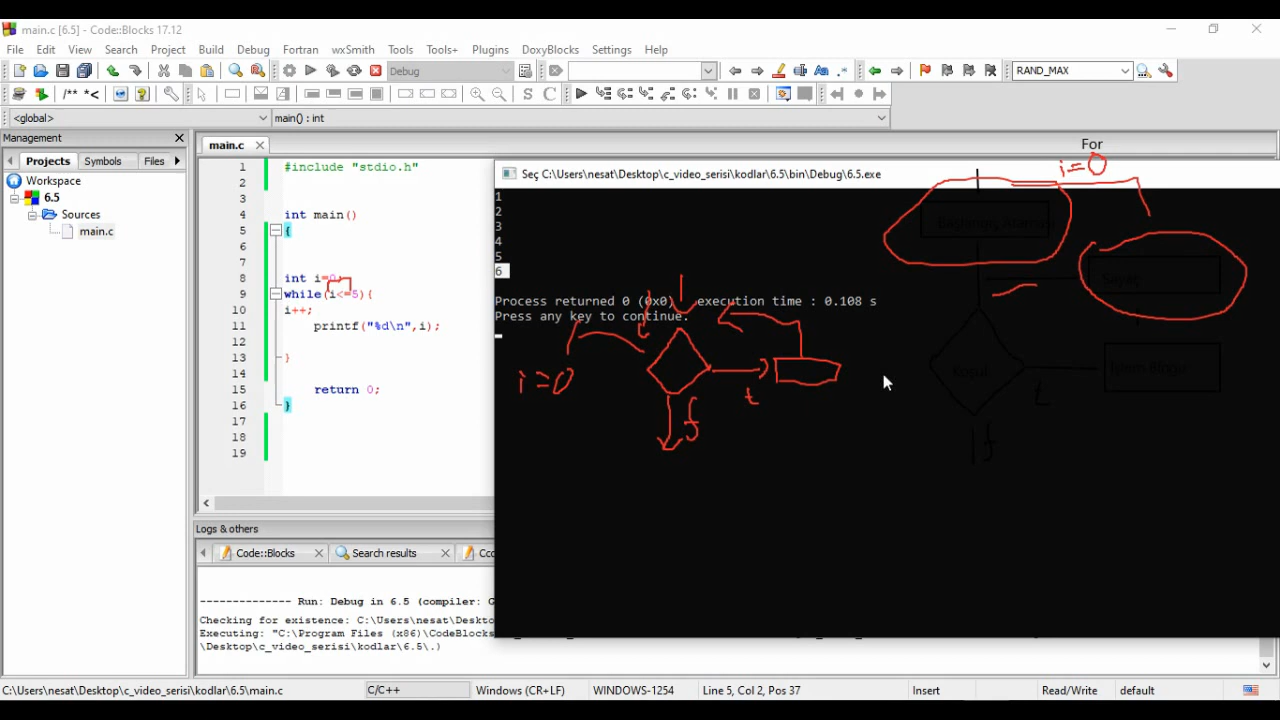 main.c [6.5] - Code::Blocks 17.12
File Edit View Search Project Build Debug Fortran wxSmith Tools Tools+ Plugins DoxyBlocks Settings Help
Debug
RAND_MAX
<global>
main() : int
Management
Projects Symbols Files
Workspace
6.5
Sources
main.c
main.c
1 #include "stdio.h"
2
3
4 int main()
5 {
6
7
8 int i=0;
9 while(i<=5){
10 i++;
11 printf("%d\n",i);
12
13 }
14
15 return 0;
16 }
17
18
19
For
i=0
Seç C:\Users\nesat\Desktop\c_video_serisi\kodlar\6.5\bin\Debug\6.5.exe
1
2
3
4
5
6
Process returned 0 (0x0) execution time : 0.108 s
Press any key to continue.
Başlangıç Ataması
Sayaç
Koşul
İşlem Bloğu
t
f
i=0
t
f
Logs & others
Code::Blocks
Search results
Ccc
-------------- Run: Debug in 6.5 (compiler: G
Checking for existence: C:\Users\nesat\Deskto
Executing: "C:\Program Files (x86)\CodeBlocks
\Desktop\c_video_serisi\kodlar\6.5\.)
C:\Users\nesat\Desktop\c_video_serisi\kodlar\6.5\main.c
C/C++
Windows (CR+LF)
WINDOWS-1254
Line 5, Col 2, Pos 37
Insert
Read/Write
default